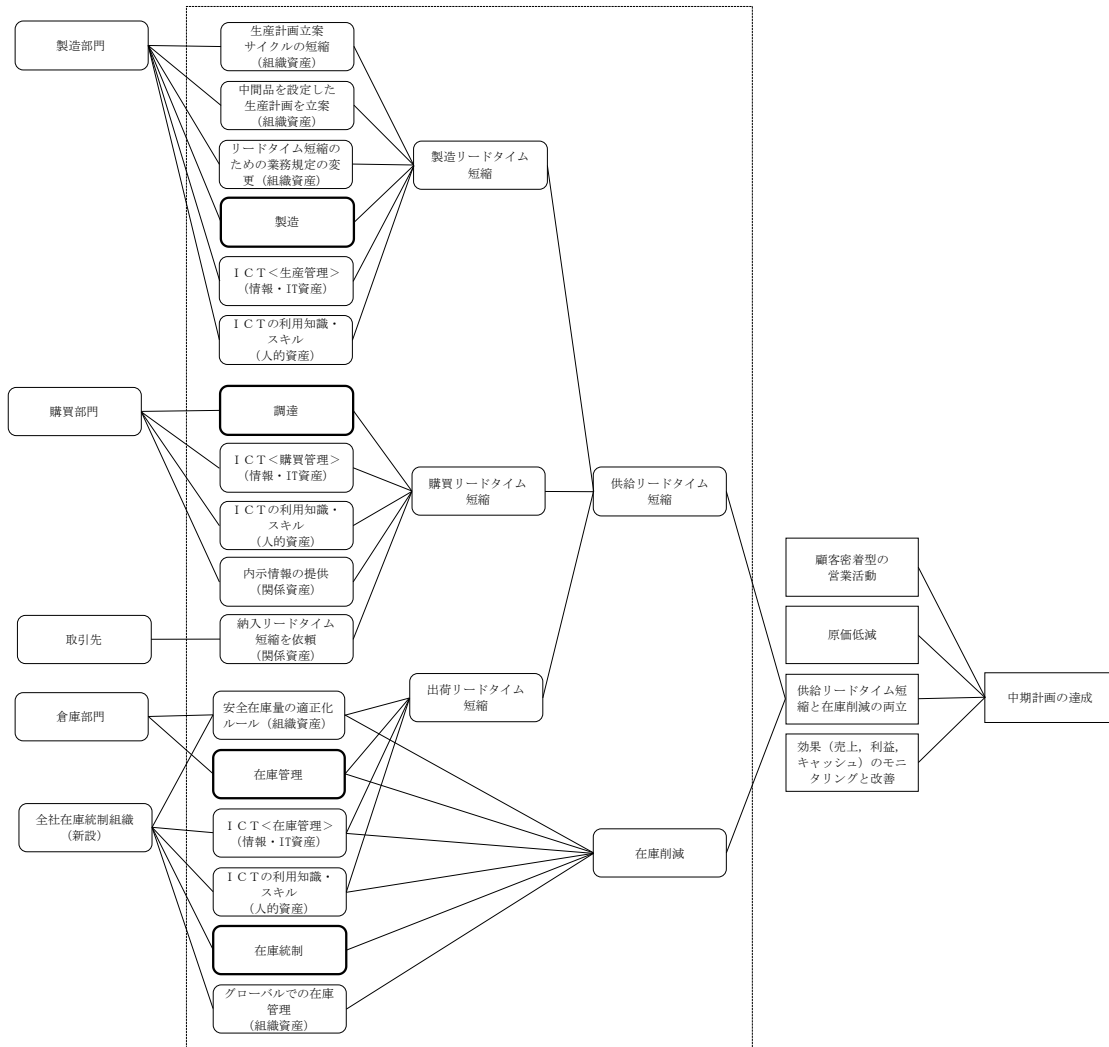 製造部門
生産計画立案
サイクルの短縮
(組織資産)
中間品を設定した
生産計画を立案
(組織資産)
リードタイム短縮の
ための業務規定の変
更（組織資産）
製造
ＩＣＴ＜生産管理＞
(情報・IT資産)
ＩＣＴの利用知識・
スキル
(人的資産)
製造リードタイム
短縮
購買部門
調達
ＩＣＴ＜購買管理＞
(情報・IT資産)
ＩＣＴの利用知識・
スキル
(人的資産)
内示情報の提供
(関係資産)
取引先
納入リードタイム
短縮を依頼
(関係資産)
購買リードタイム
短縮
供給リードタイム
短縮
倉庫部門
安全在庫量の適正化
ルール（組織資産）
在庫管理
出荷リードタイム
短縮
全社在庫統制組織
（新設）
ＩＣＴ＜在庫管理＞
(情報・IT資産)
ＩＣＴの利用知識・
スキル
(人的資産)
在庫統制
グローバルでの在庫
管理
(組織資産)
在庫削減
顧客密着型の
営業活動
原価低減
供給リードタイム短
縮と在庫削減の両立
効果（売上，利益，
キャッシュ）のモニ
タリングと改善
中期計画の達成